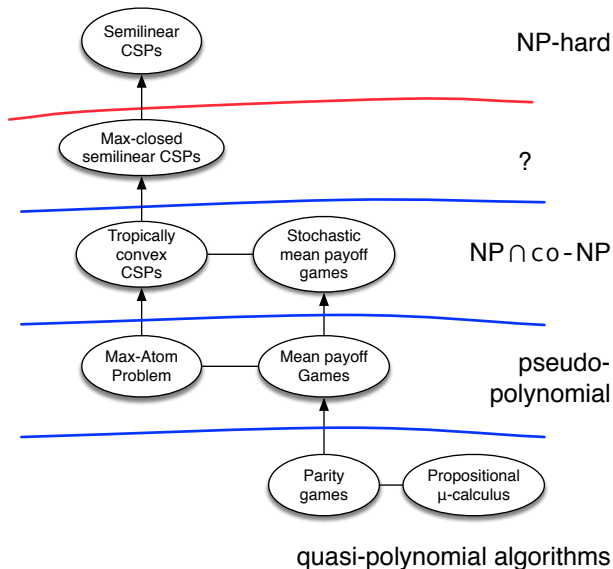 Semilinear
CSPs
NP-hard
Max-closed
semilinear CSPs
?
Tropically
convex
CSPs
Stochastic
mean payoff
games
NP∩co-NP
Max-Atom
Problem
Mean payoff
Games
pseudo-
polynomial
Parity
games
Propositional
μ-calculus
quasi-polynomial algorithms